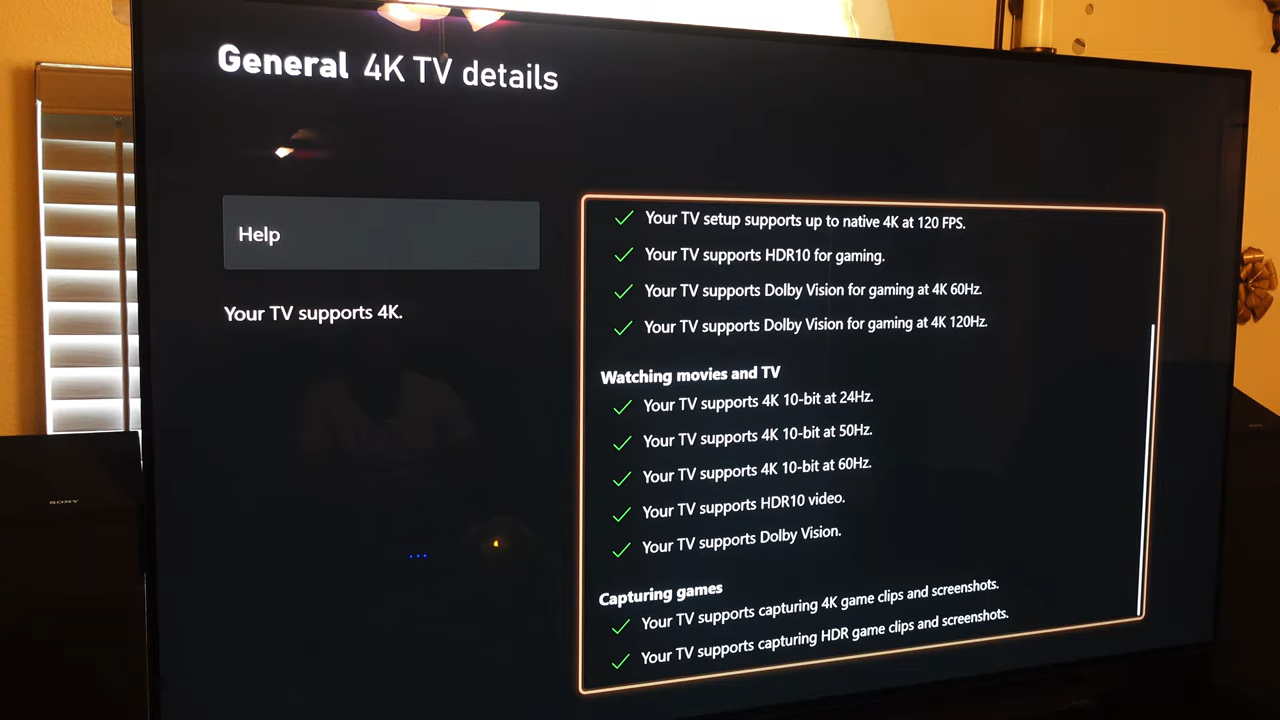 General 4K TV details
Help
Your TV supports 4K.
Your TV setup supports up to native 4K at 120 FPS.
Your TV supports HDR10 for gaming.
Your TV supports Dolby Vision for gaming at 4K 60Hz.
Your TV supports Dolby Vision for gaming at 4K 120Hz.
Watching movies and TV
Your TV supports 4K 10-bit at 24Hz.
Your TV supports 4K 10-bit at 50Hz.
Your TV supports 4K 10-bit at 60Hz.
Your TV supports HDR10 video.
Your TV supports Dolby Vision.
Capturing games
Your TV supports capturing 4K game clips and screenshots.
Your TV supports capturing HDR game clips and screenshots.
SONY